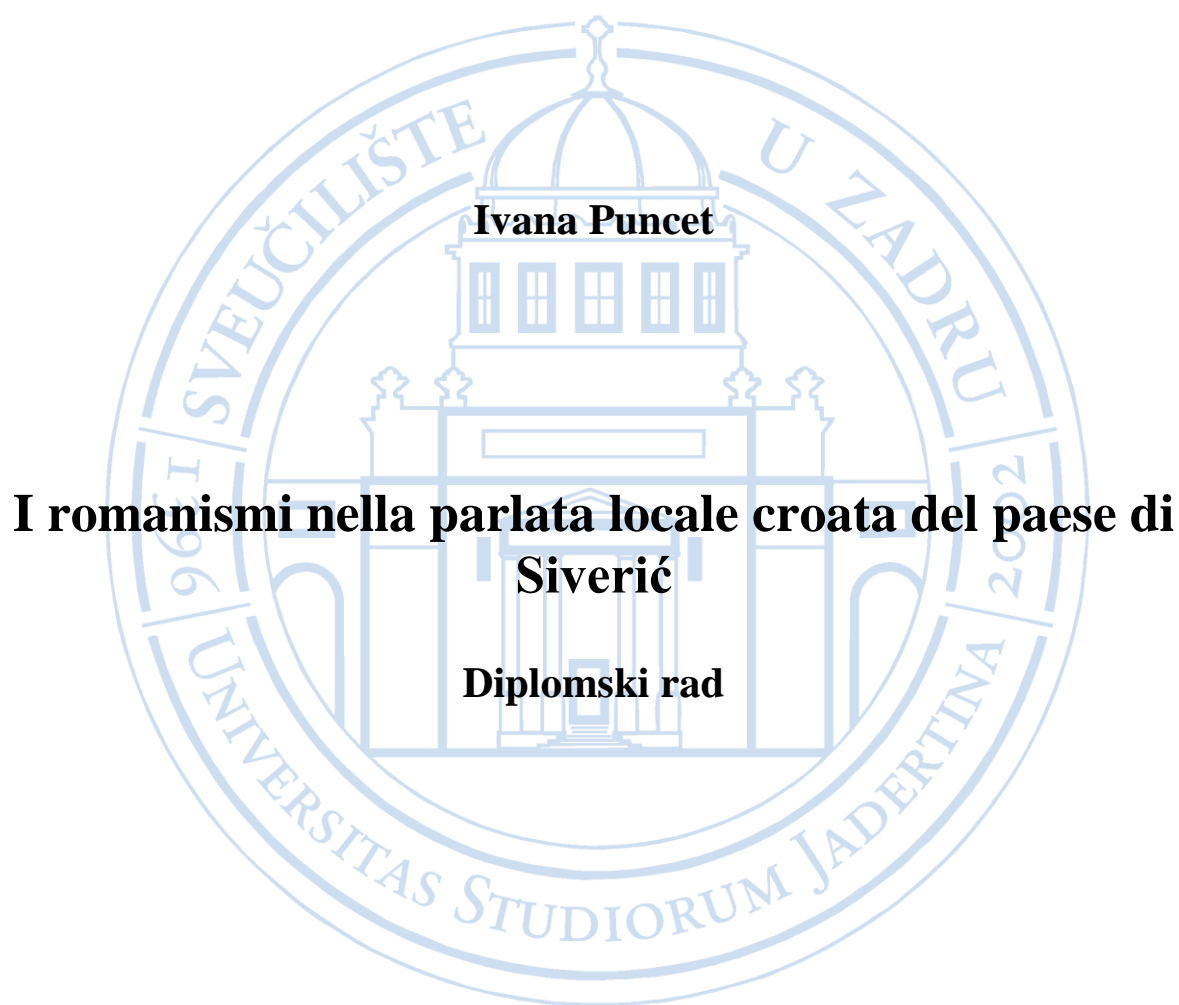 SVEUČILIŠTE U ZADRU
Ivana Puncet
I romanismi nella parlata locale croata del paese di
Siverić
Diplomski rad
1396
2002
UNIVERSITAS STUDIORUM JADERTINA